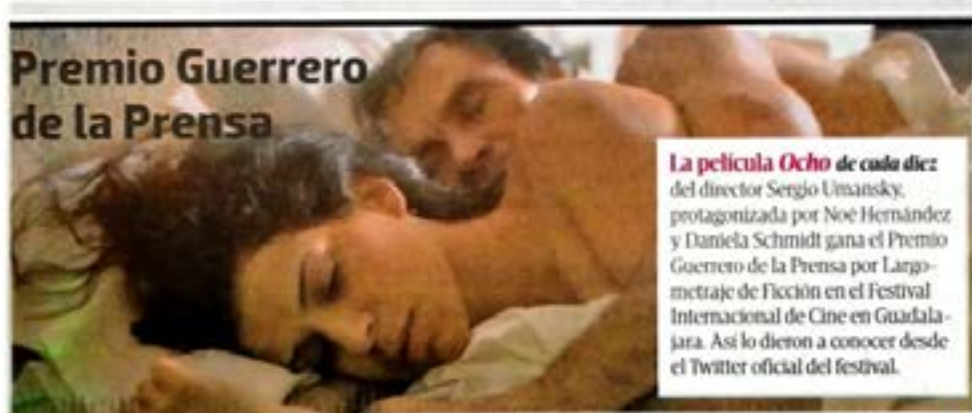 Premio Guerrero
de la Prensa
La película Ocho de cada diez
del director Sergio Umansky,
protagonizada por Noé Hernández
y Daniela Schmidt gana el Premio
Guerrero de la Prensa por Largo-
metraje de Ficción en el Festival
Internacional de Cine en Guadala-
jara. Así lo dieron a conocer desde
el Twitter oficial del festival.